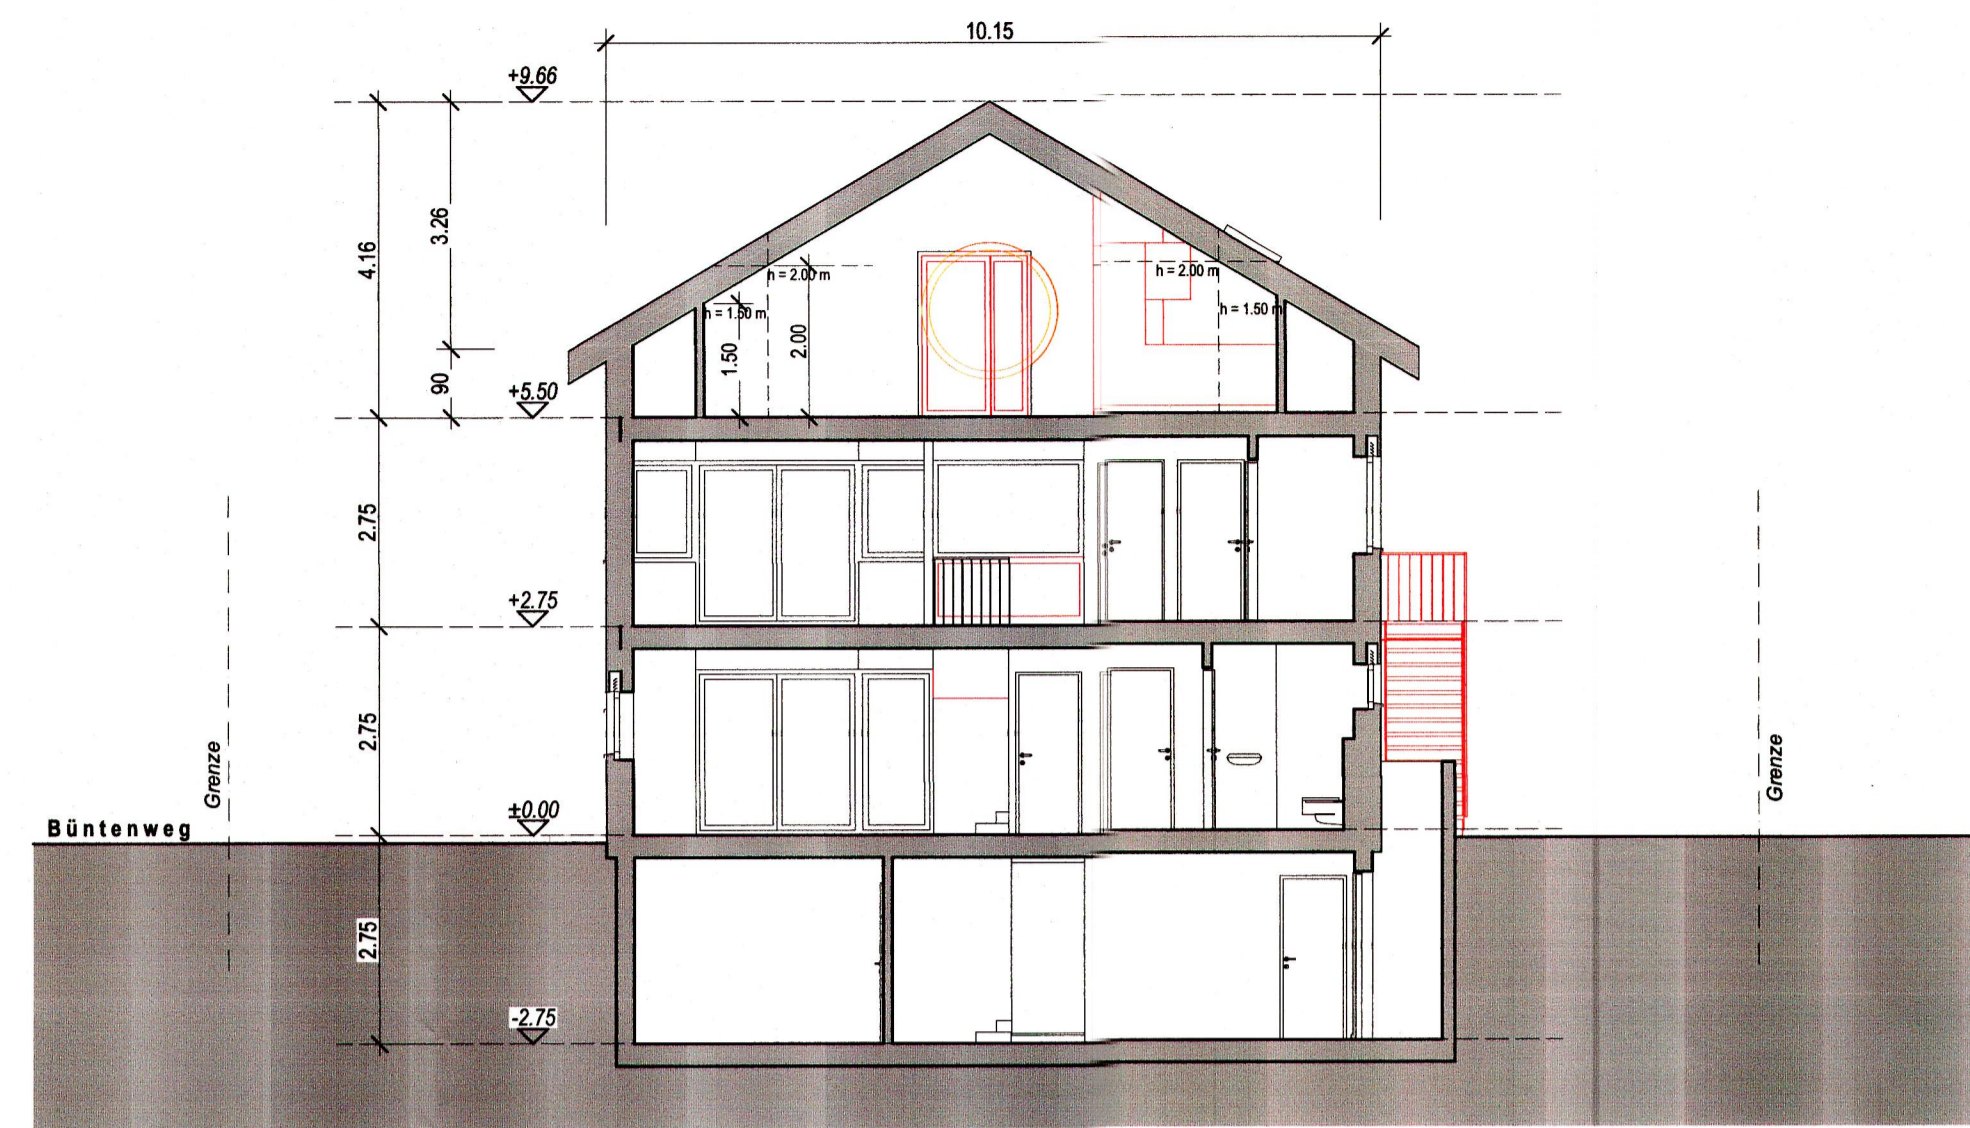 10.15
+9.66
3.26
4.16
h = 2.00 m
h = 2.00 m
h = 1.50 m
h = 1.50 m
1.50
2.00
90
+5.50
2.75
+2.75
2.75
Grenze
Grenze
±0.00
Büntenweg
2.75
-2.75